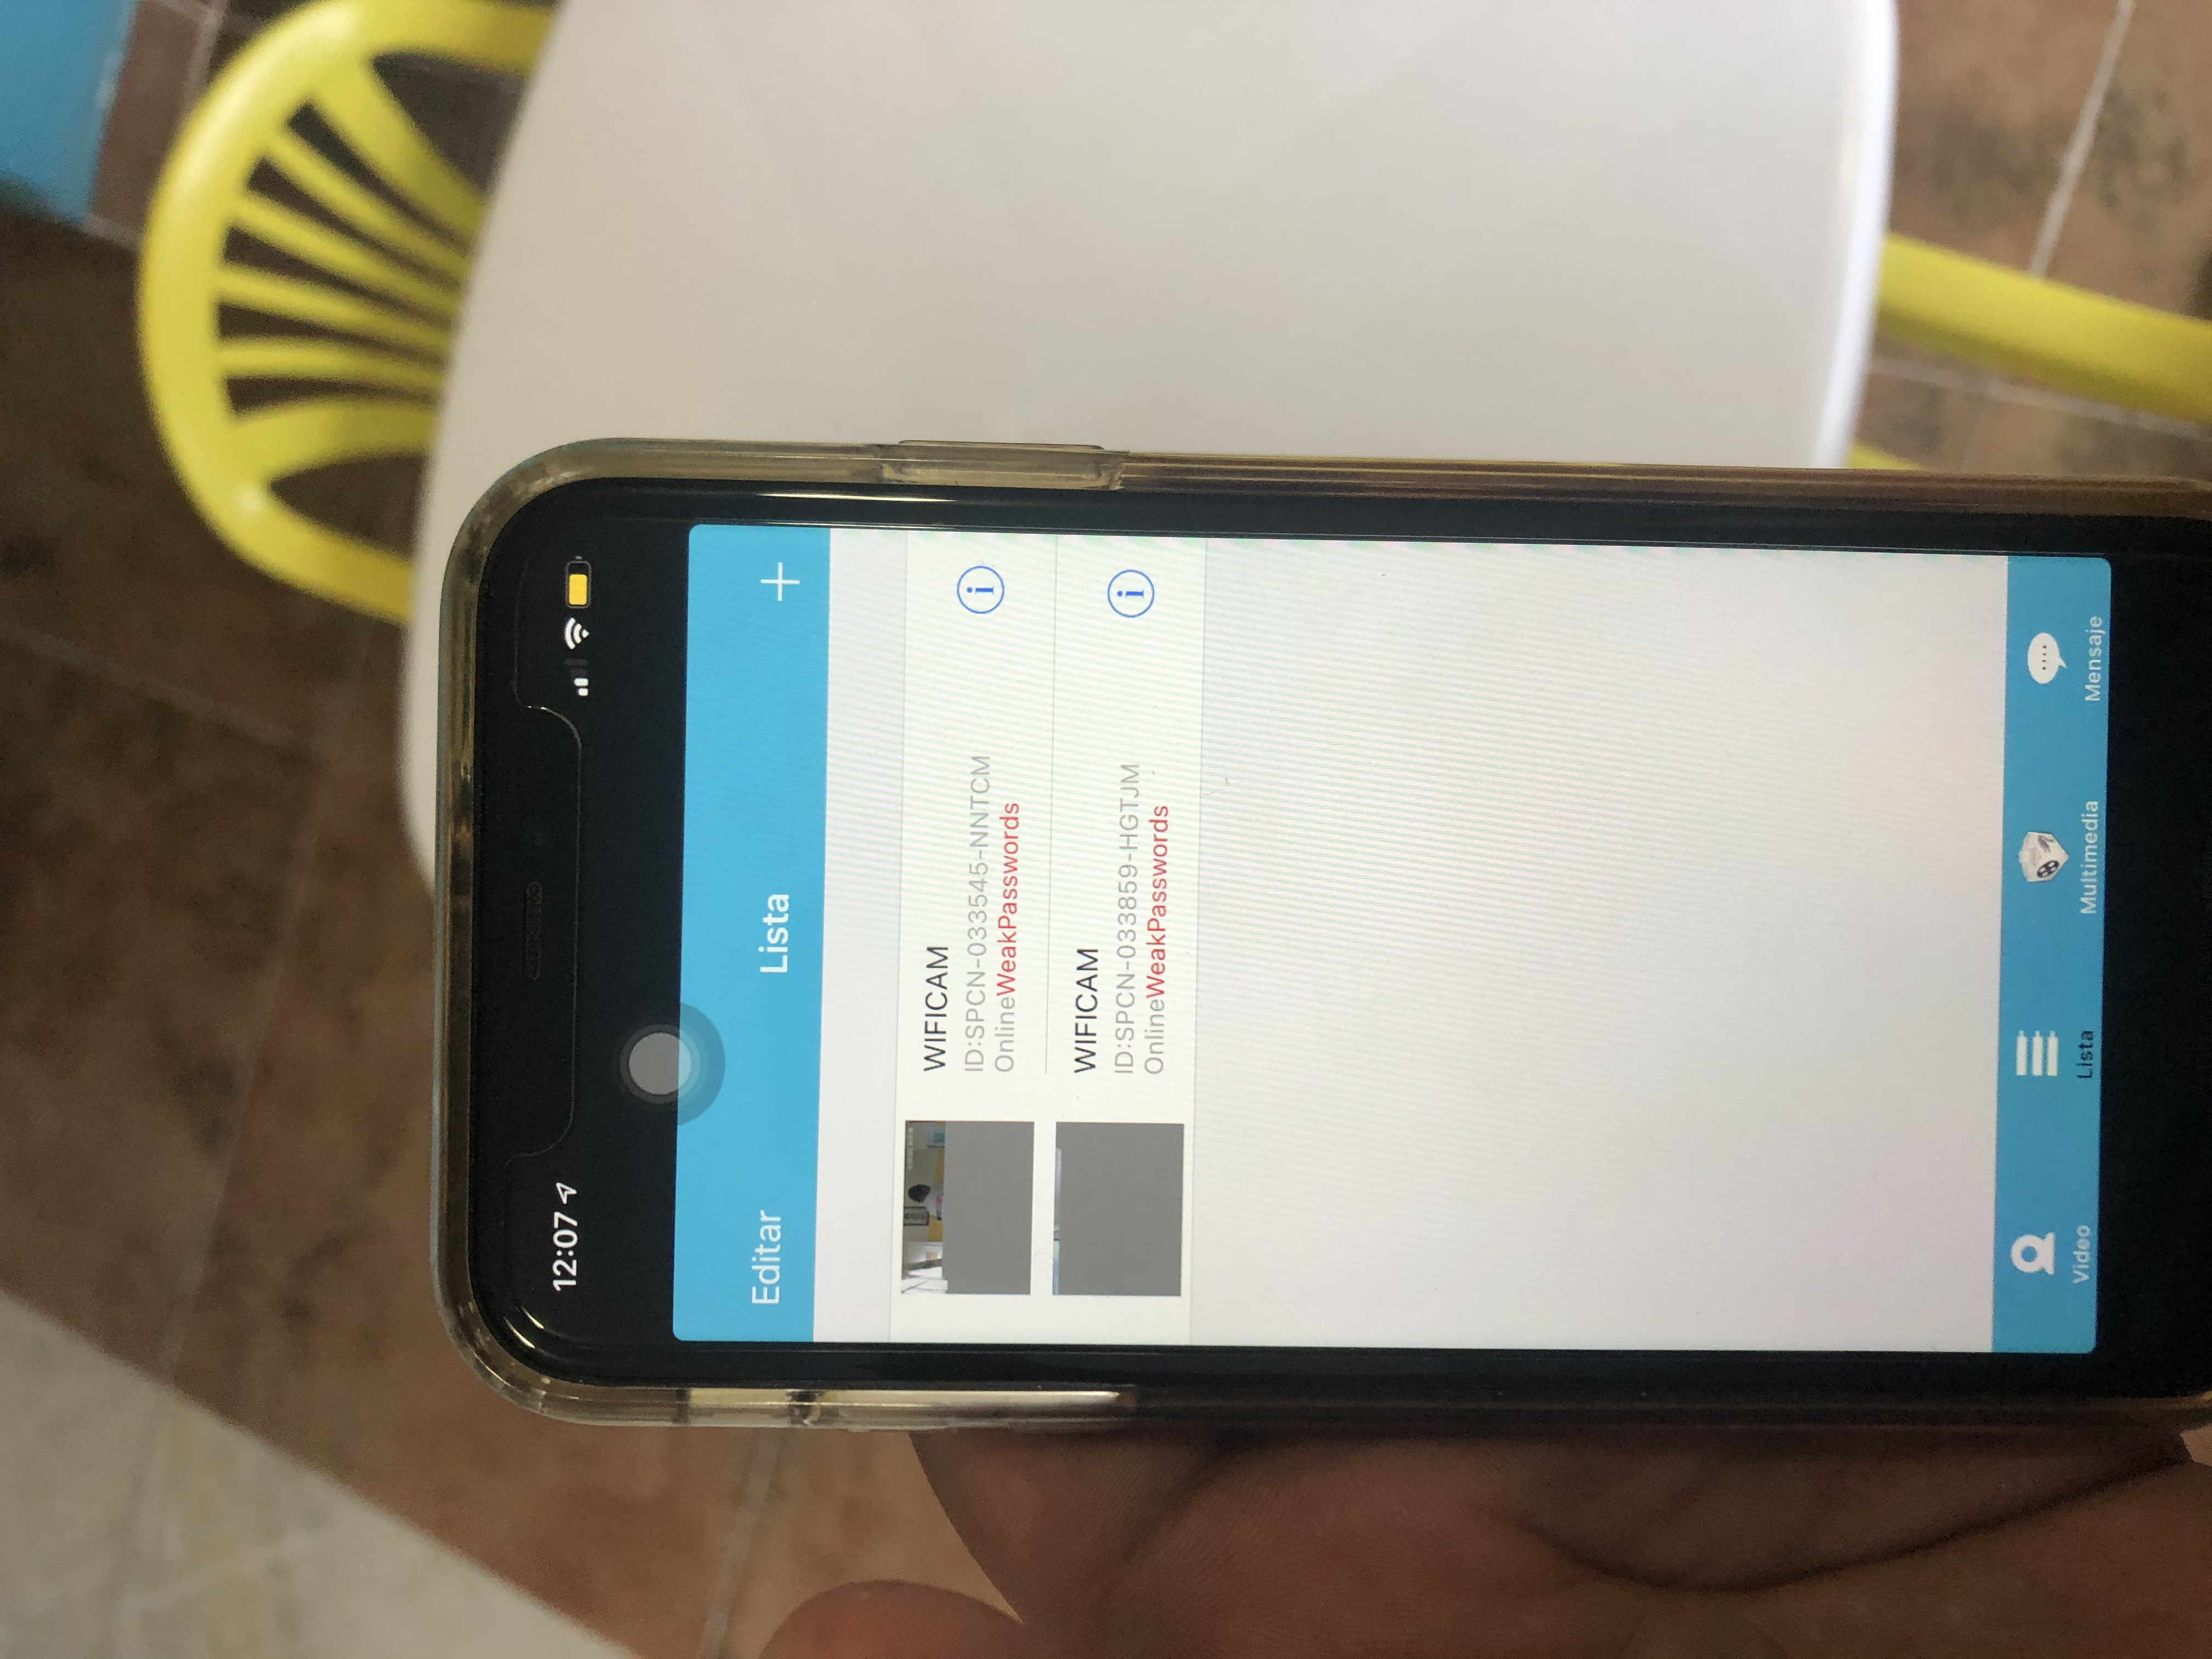 12:07
Editar
Lista
WIFICAM
ID:SPCN-033545-NNTCM
OnlineWeakPasswords
WIFICAM
ID:SPCN-033859-HGTJM
OnlineWeakPasswords
Video
Lista
Multimedia
Mensaje